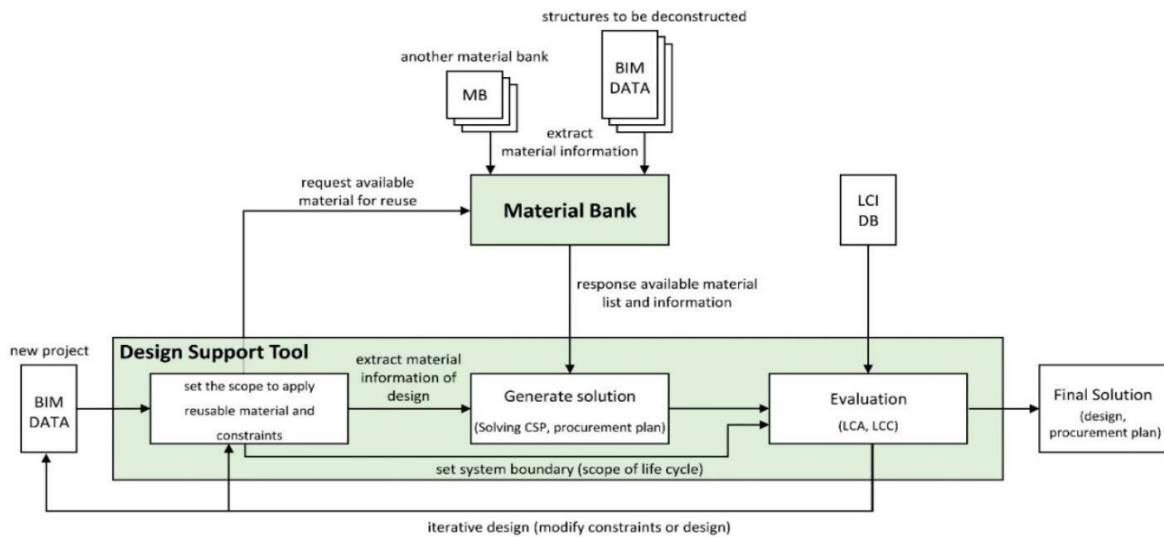 structures to be deconstructed
another material bank
MB
BIM
DATA
extract
material information
request available
material for reuse
Material Bank
LCI
DB
response available material
list and information
new project
Design Support Tool
extract material
information of
design
BIM
DATA
set the scope to apply
reusable material and
constraints
Generate solution
(Solving CSP, procurement plan)
Evaluation
(LCA, LCC)
Final Solution
(design,
procurement plan)
set system boundary (scope of life cycle)
iterative design (modify constraints or design)